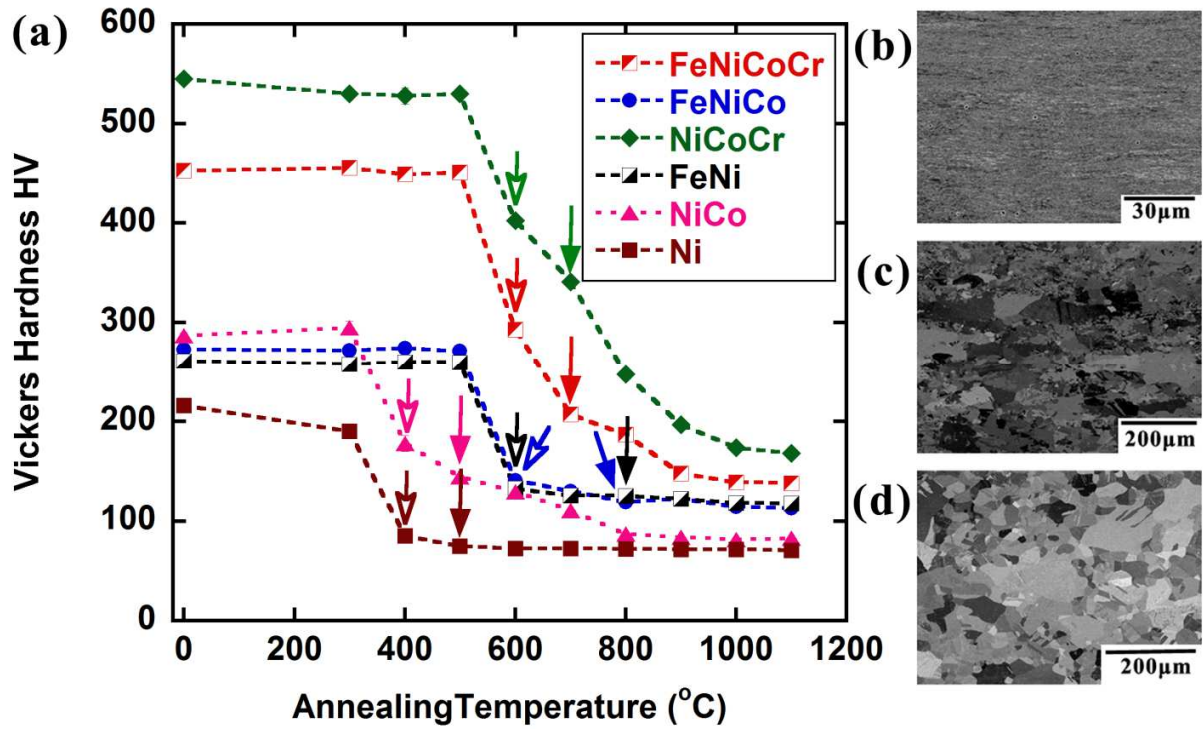 (a)
Vickers Hardness HV
600
500
400
300
200
100
0
0 200 400 600 800 1000 1200
AnnealingTemperature (°C)
FeNiCoCr
FeNiCo
NiCoCr
FeNi
NiCo
Ni
(b)
30µm
(c)
200µm
(d)
200µm